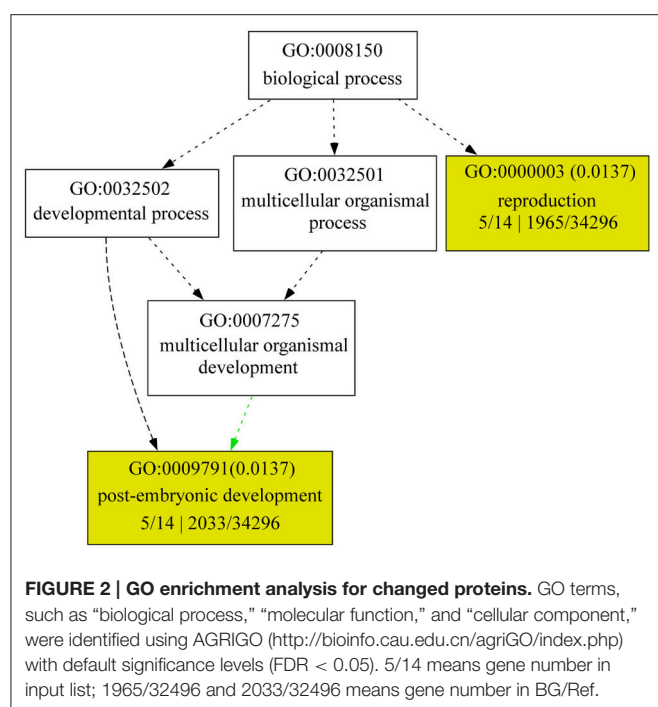 GO:0008150
biological process
GO:0032502
developmental process
GO:0032501
multicellular organismal
process
GO:0000003 (0.0137)
reproduction
5/14 | 1965/34296
GO:0007275
multicellular organismal
development
GO:0009791(0.0137)
post-embryonic development
5/14 | 2033/34296
FIGURE 2 | GO enrichment analysis for changed proteins. GO terms,
such as “biological process,” “molecular function,” and “cellular component,”
were identified using AGRIGO (http://bioinfo.cau.edu.cn/agriGO/index.php)
with default significance levels (FDR < 0.05). 5/14 means gene number in
input list; 1965/32496 and 2033/32496 means gene number in BG/Ref.